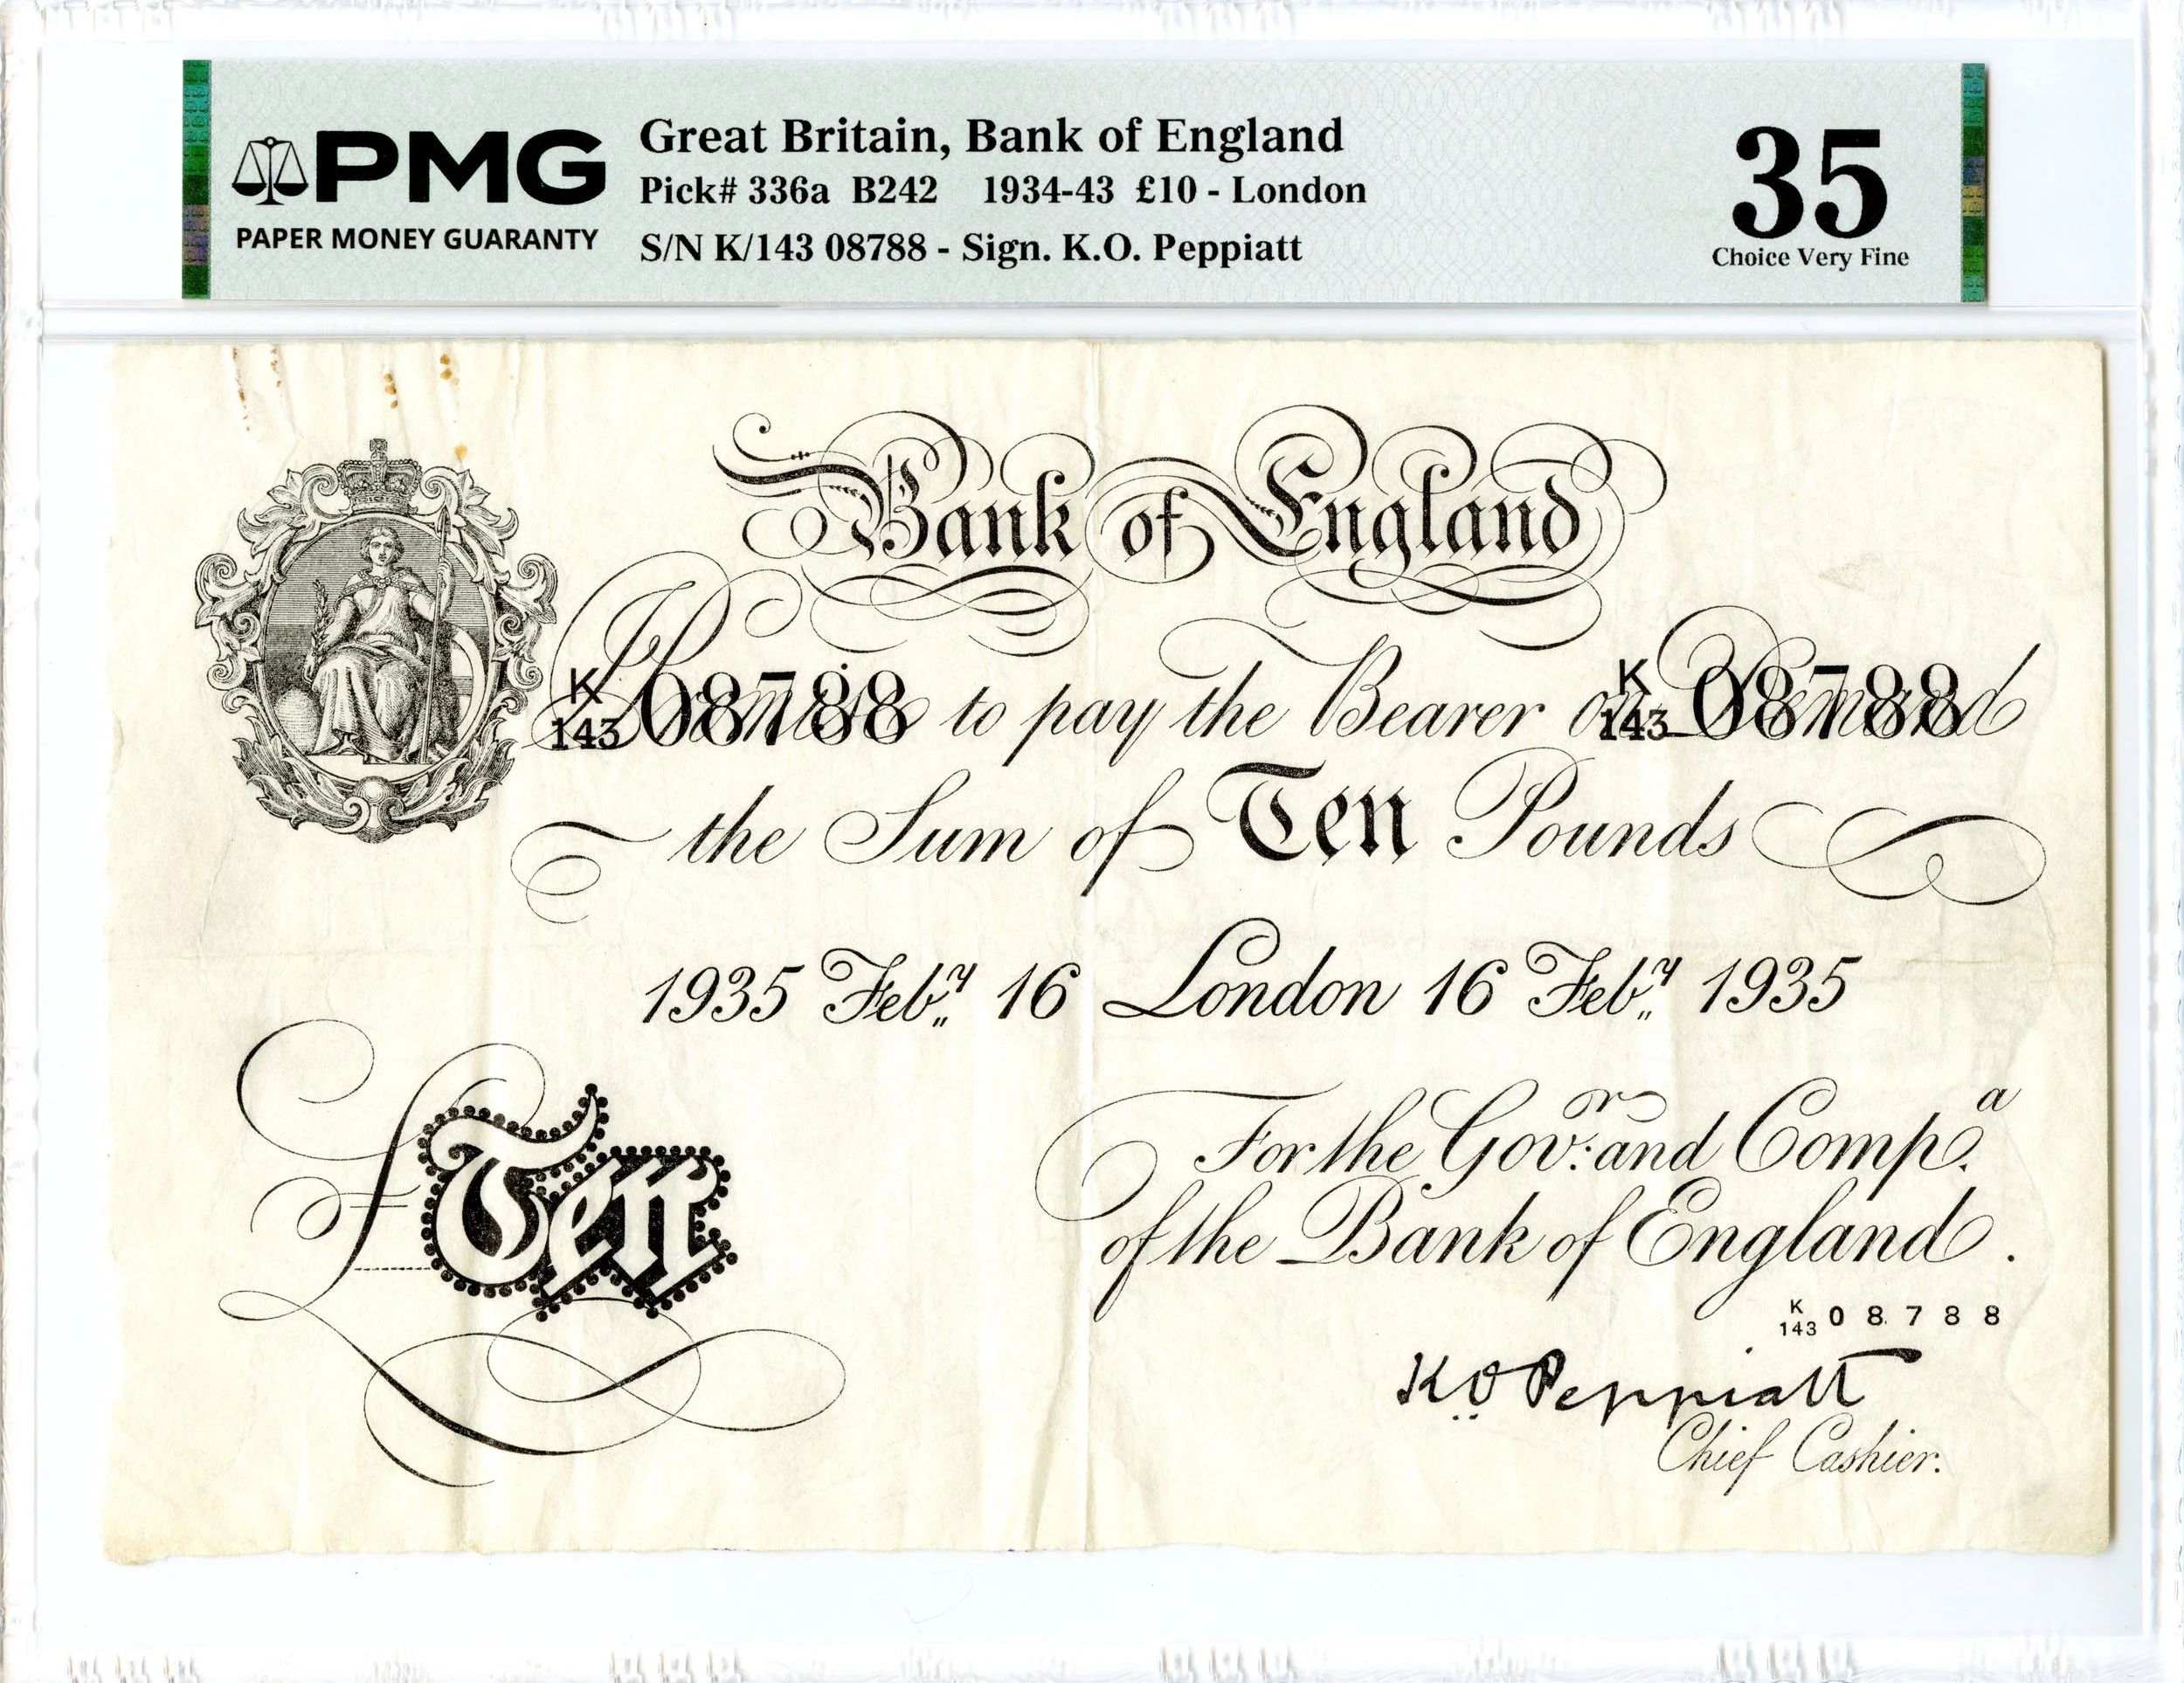 PMG
PAPER MONEY GUARANTY
Great Britain, Bank of England
Pick# 336a B242 1934-43 £10 - London
S/N K/143 08788 - Sign. K.O. Peppiatt
35
Choice Very Fine
Bank of England
K/143 08788 K/143 08788
I Promise to pay the Bearer on Demand
the Sum of Ten Pounds
1935 Feby 16 London 16 Feby 1935
For the Govr: and Compa.
of the Bank of England.
£Ten
K/143 08788
K.O. Peppiatt
Chief Cashier.